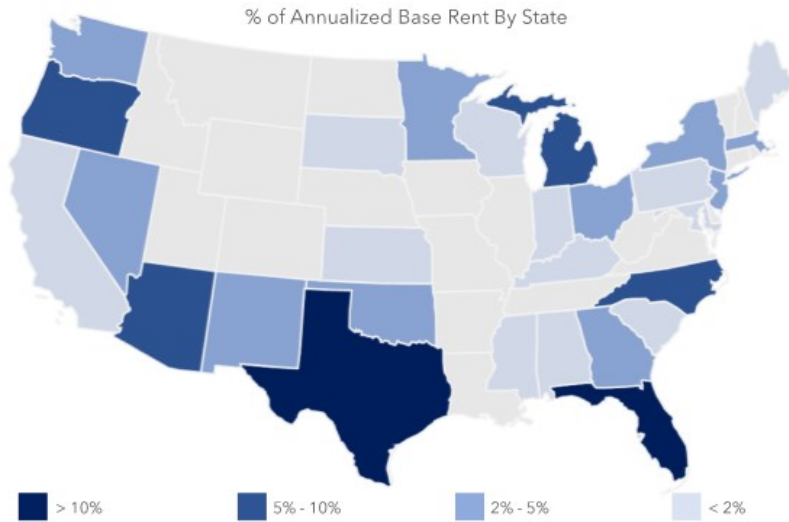 % of Annualized Base Rent By State
> 10%
5% - 10%
2% - 5%
< 2%